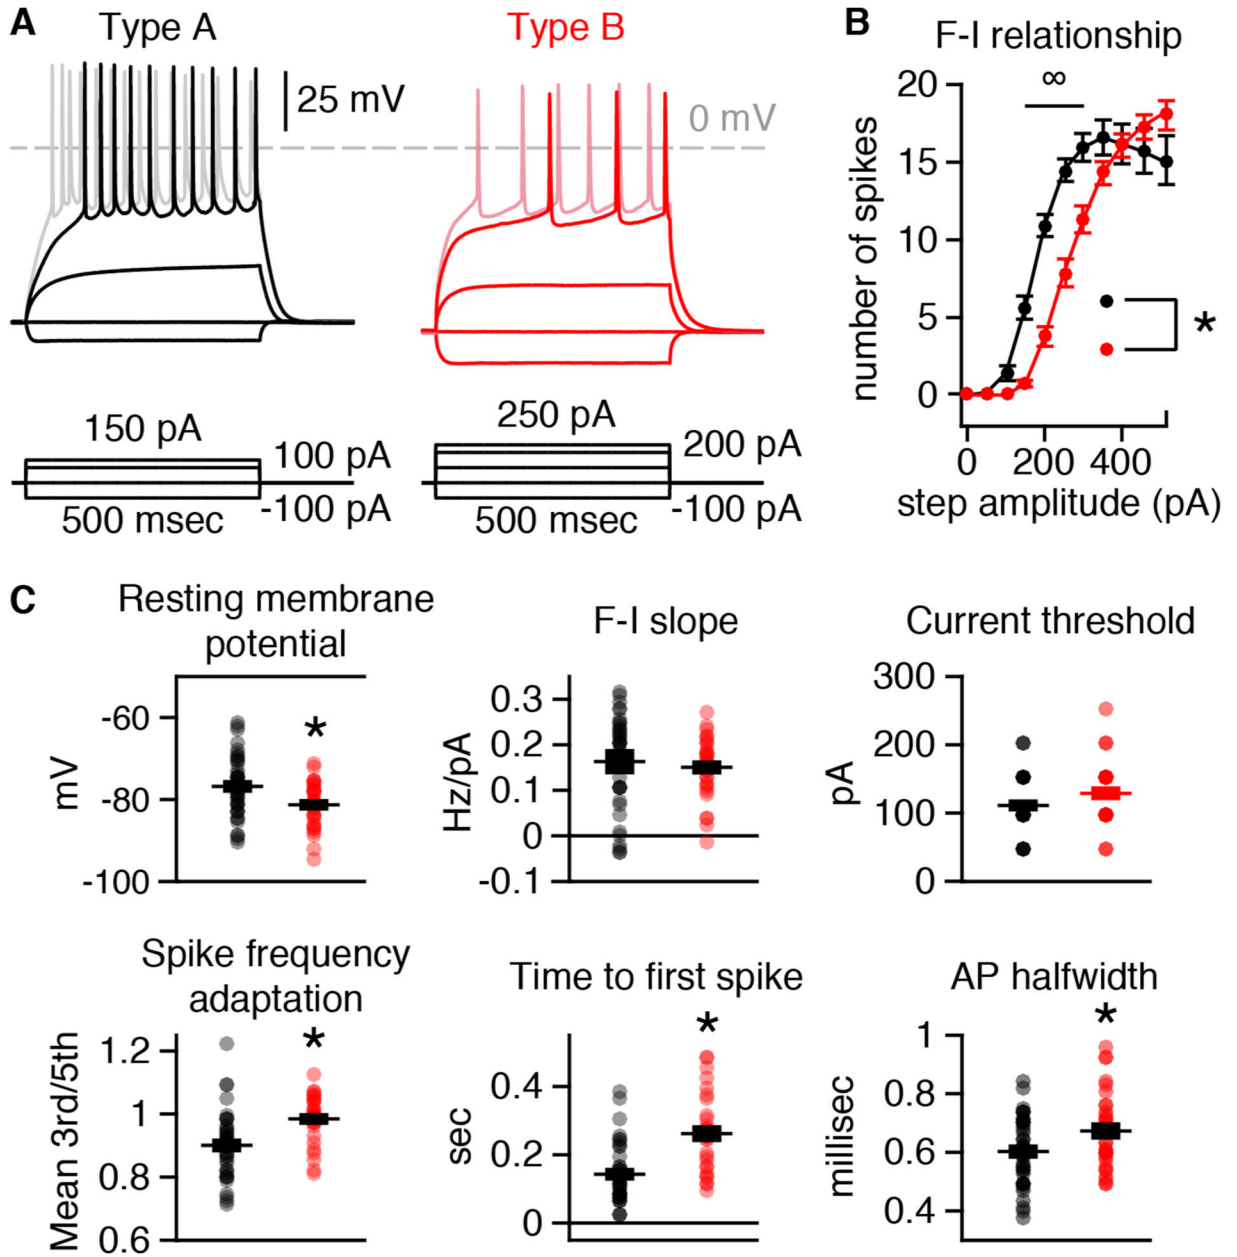 A
Type A
Type B
25 mV
0 mV
150 pA
100 pA
-100 pA
500 msec
250 pA
200 pA
-100 pA
500 msec
B
F-I relationship
∞
number of spikes
20
15
10
5
0
*
0 200 400
step amplitude (pA)
C
Resting membrane
potential
mV
-60
-80
-100
*
F-I slope
Hz/pA
0.3
0.2
0.1
0
-0.1
Current threshold
pA
300
200
100
0
Spike frequency
adaptation
Mean 3rd/5th
1.2
1
0.8
0.6
*
Time to first spike
sec
0.4
0.2
0
*
AP halfwidth
millisec
1
0.8
0.6
0.4
*